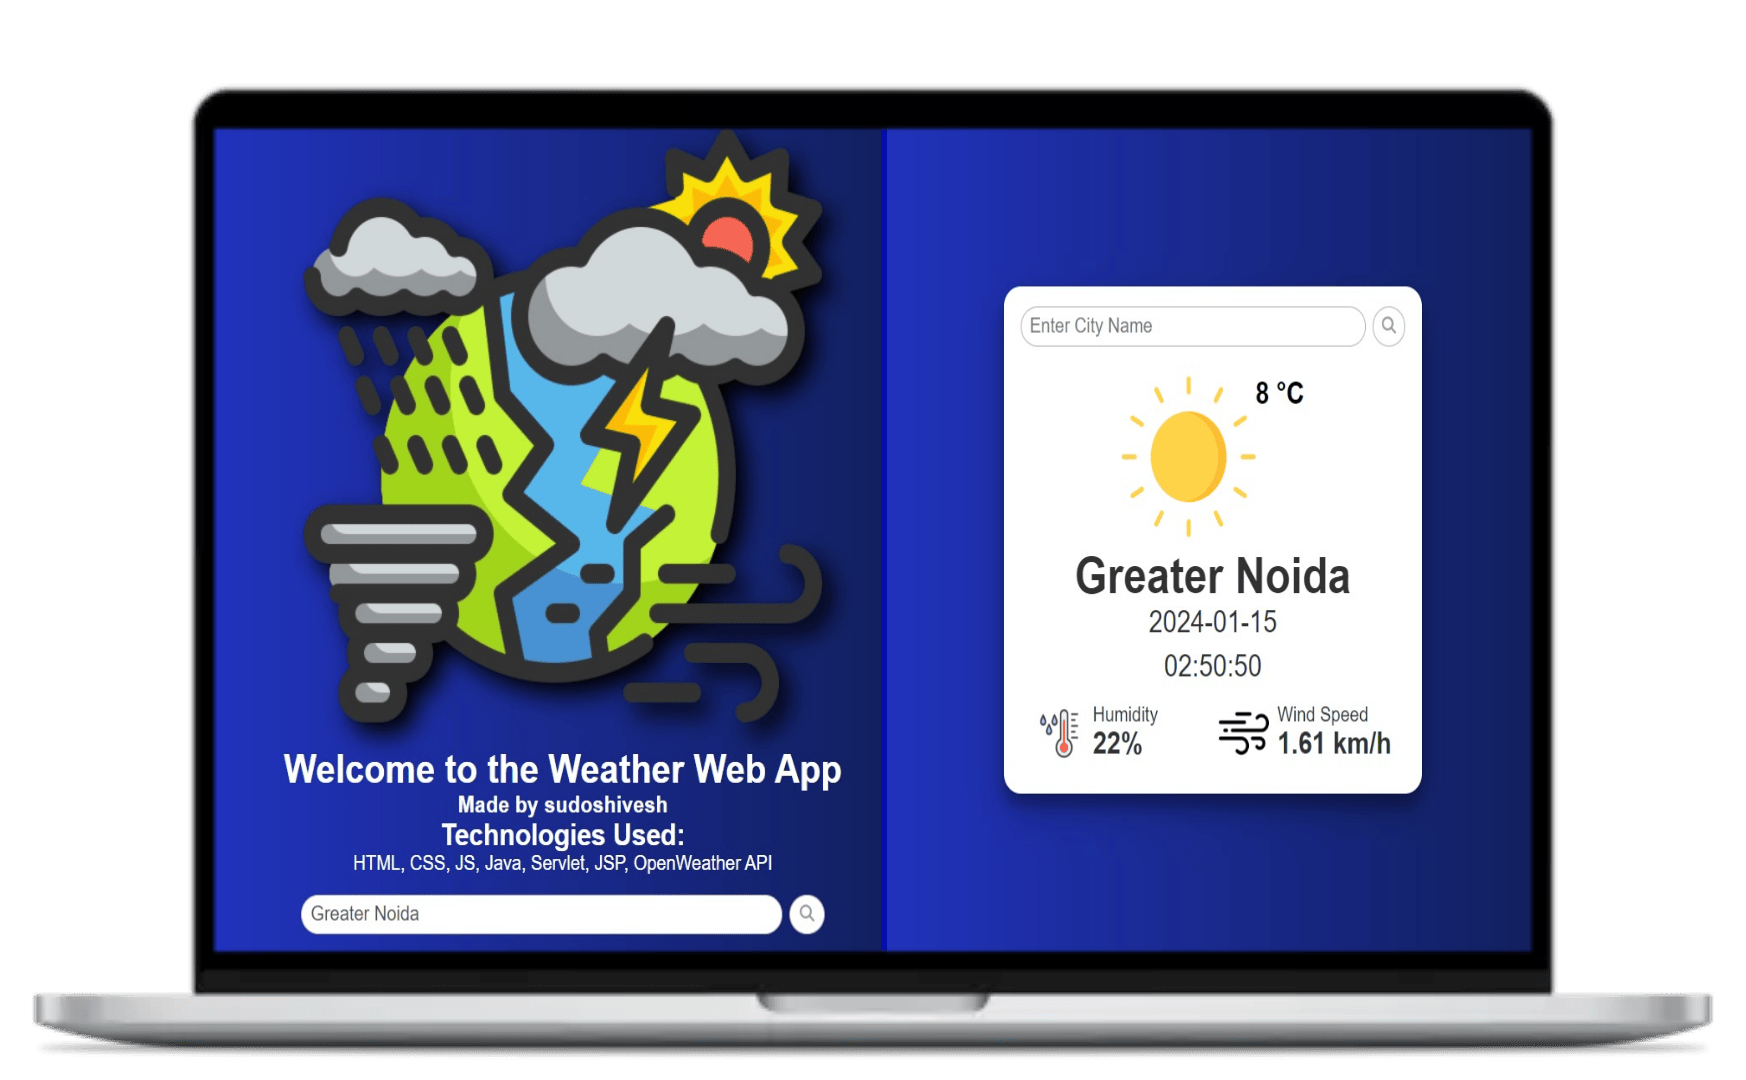 Welcome to the Weather Web App
Made by sudoshivesh
Technologies Used:
HTML, CSS, JS, Java, Servlet, JSP, OpenWeather API
Greater Noida
Enter City Name
8 °C
Greater Noida
2024-01-15
02:50:50
Humidity
22%
Wind Speed
1.61 km/h